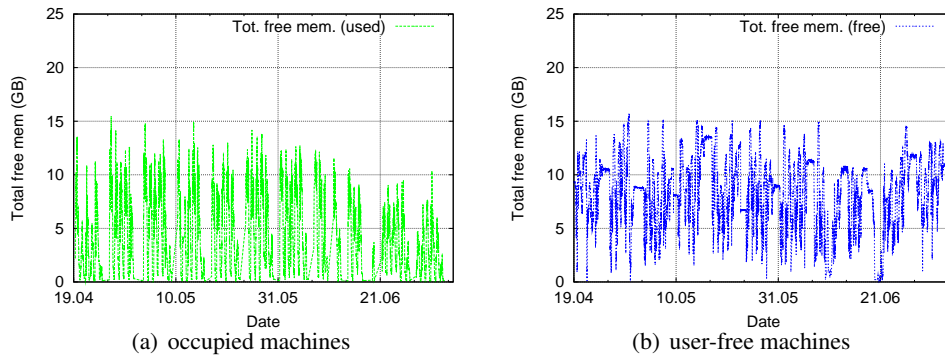 25
20
15
10
5
0
Total free mem (GB)
Tot. free mem. (used)
19.04 10.05 31.05 21.06
Date
(a) occupied machines
25
20
15
10
5
0
Total free mem (GB)
Tot. free mem. (free)
19.04 10.05 31.05 21.06
Date
(b) user-free machines